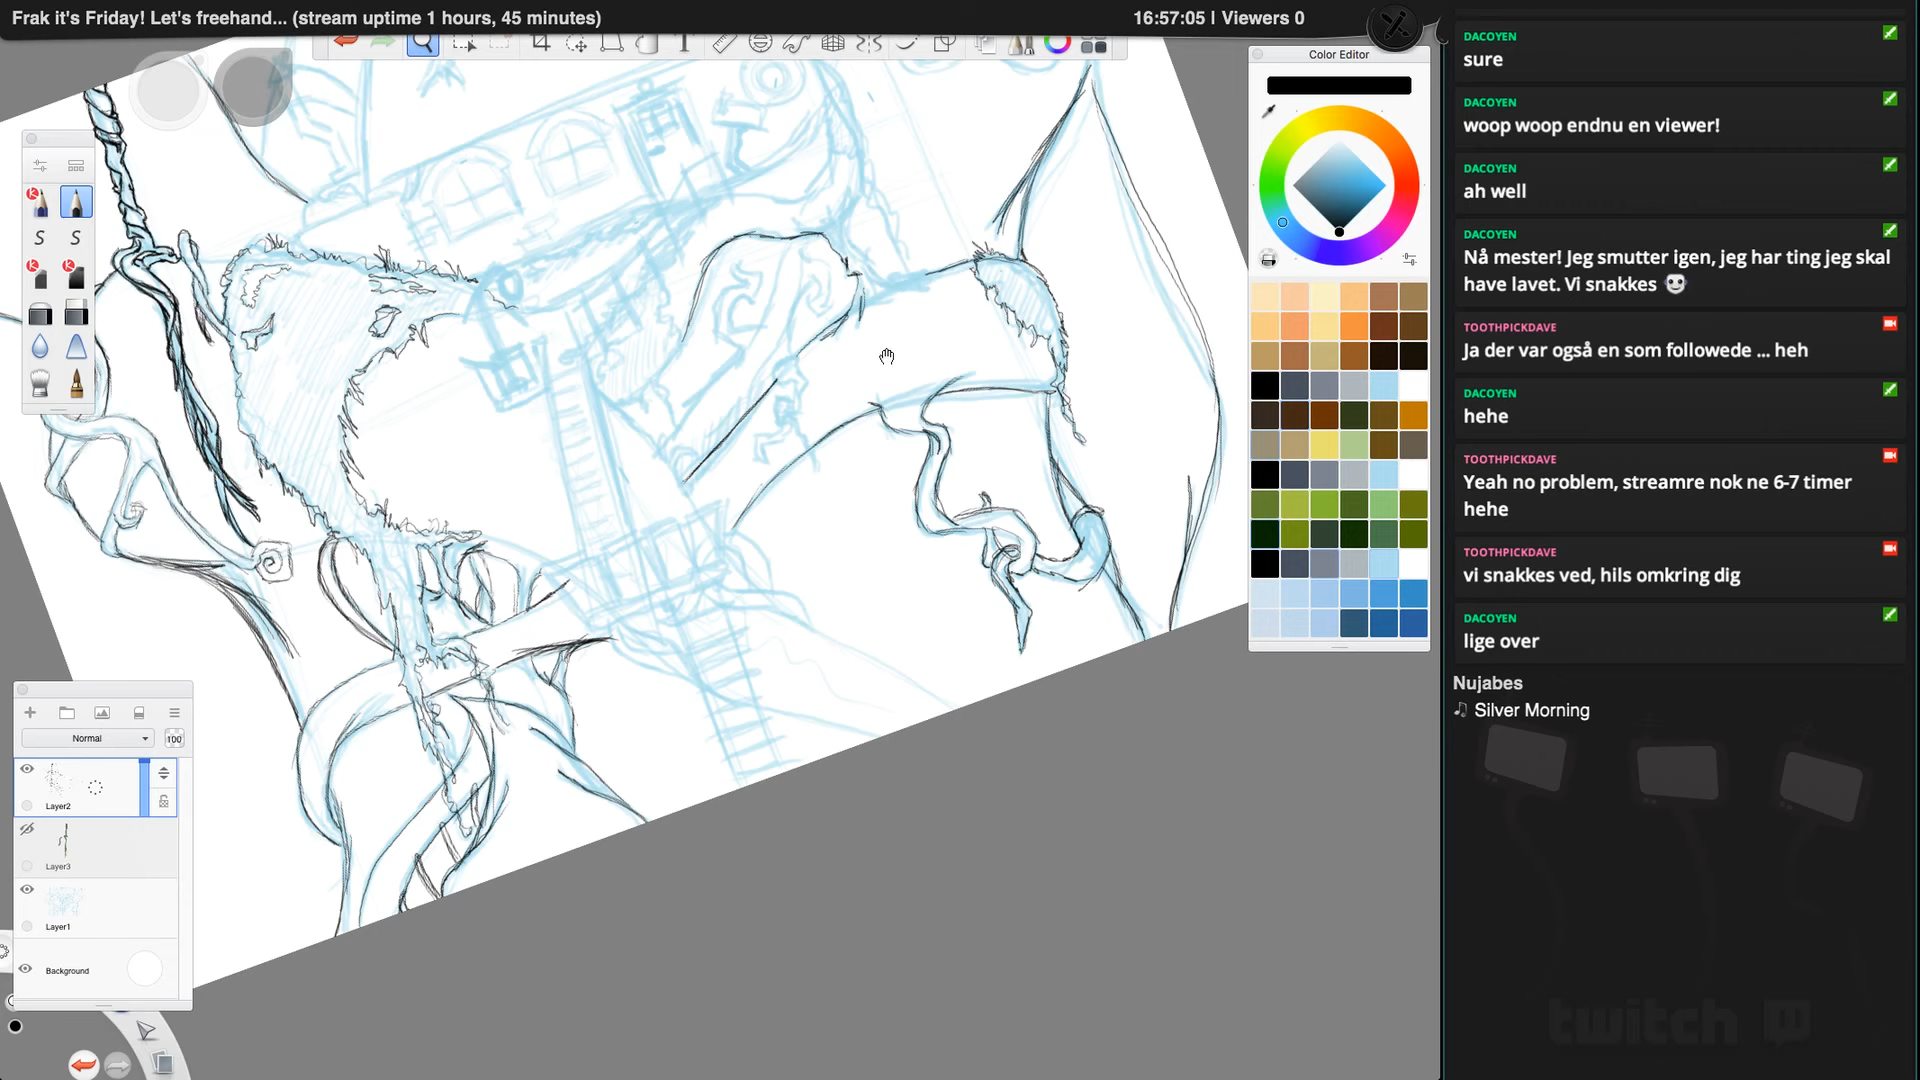 Frak it's Friday! Let's freehand... (stream uptime 1 hours, 45 minutes)
16:57:05 | Viewers 0
Color Editor
Normal
100
Layer2
Layer3
Layer1
Background
DACOYEN
sure
DACOYEN
woop woop endnu en viewer!
DACOYEN
ah well
DACOYEN
Nå mester! Jeg smutter igen, jeg har ting jeg skal
have lavet. Vi snakkes
TOOTHPICKDAVE
Ja der var også en som followede ... heh
DACOYEN
hehe
TOOTHPICKDAVE
Yeah no problem, streamre nok ne 6-7 timer
hehe
TOOTHPICKDAVE
vi snakkes ved, hils omkring dig
DACOYEN
lige over
Nujabes
Silver Morning
twitch